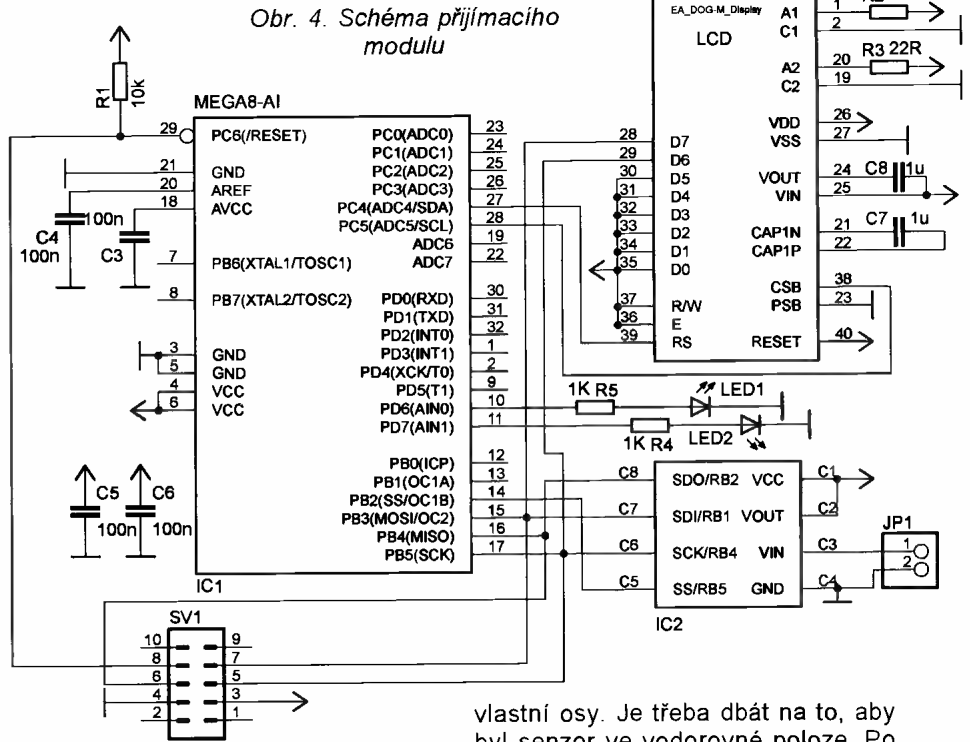 Obr. 4. Schéma přijímacího
modulu
R1
10k
MEGA8-AI
29 PC6(/RESET)
21 GND
20 AREF
18 AVCC
7 PB6(XTAL1/TOSC1)
8 PB7(XTAL2/TOSC2)
3 GND
5 GND
4 VCC
6 VCC
PC0(ADC0) 23
PC1(ADC1) 24
PC2(ADC2) 25
PC3(ADC3) 26
PC4(ADC4/SDA) 27
PC5(ADC5/SCL) 28
ADC6 19
ADC7 22
PD0(RXD) 30
PD1(TXD) 31
PD2(INT0) 32
PD3(INT1) 1
PD4(XCK/T0) 2
PD5(T1) 9
PD6(AIN0) 10
PD7(AIN1) 11
PB0(ICP) 12
PB1(OC1A) 13
PB2(SS/OC1B) 14
PB3(MOSI/OC2) 15
PB4(MISO) 16
PB5(SCK) 17
IC1
C4
100n
100n
C3
C5
100n
C6
100n
EA_DOG-M_Display
LCD
28 D7
29 D6
30 D5
31 D4
32 D3
33 D2
34 D1
35 D0
37 R/W
36 E
39 RS
A1 1
C1 2
A2 20
C2 19
R3 22R
VDD 26
VSS 27
VOUT 24
VIN 25
C8 1u
CAP1N 21
CAP1P 22
C7 1u
CSB 38
PSB 23
RESET 40
1K R5
LED1
1K R4
LED2
C8 SDO/RB2
C7 SDI/RB1
C6 SCK/RB4
C5 SS/RB5
VCC C1
VOUT C2
VIN C3
GND C4
IC2
JP1
1
2
SV1
10 9
8 7
6 5
4 3
2 1
vlastní osy. Je třeba dbát na to, aby
byl senzor ve vodorovné poloze. Po